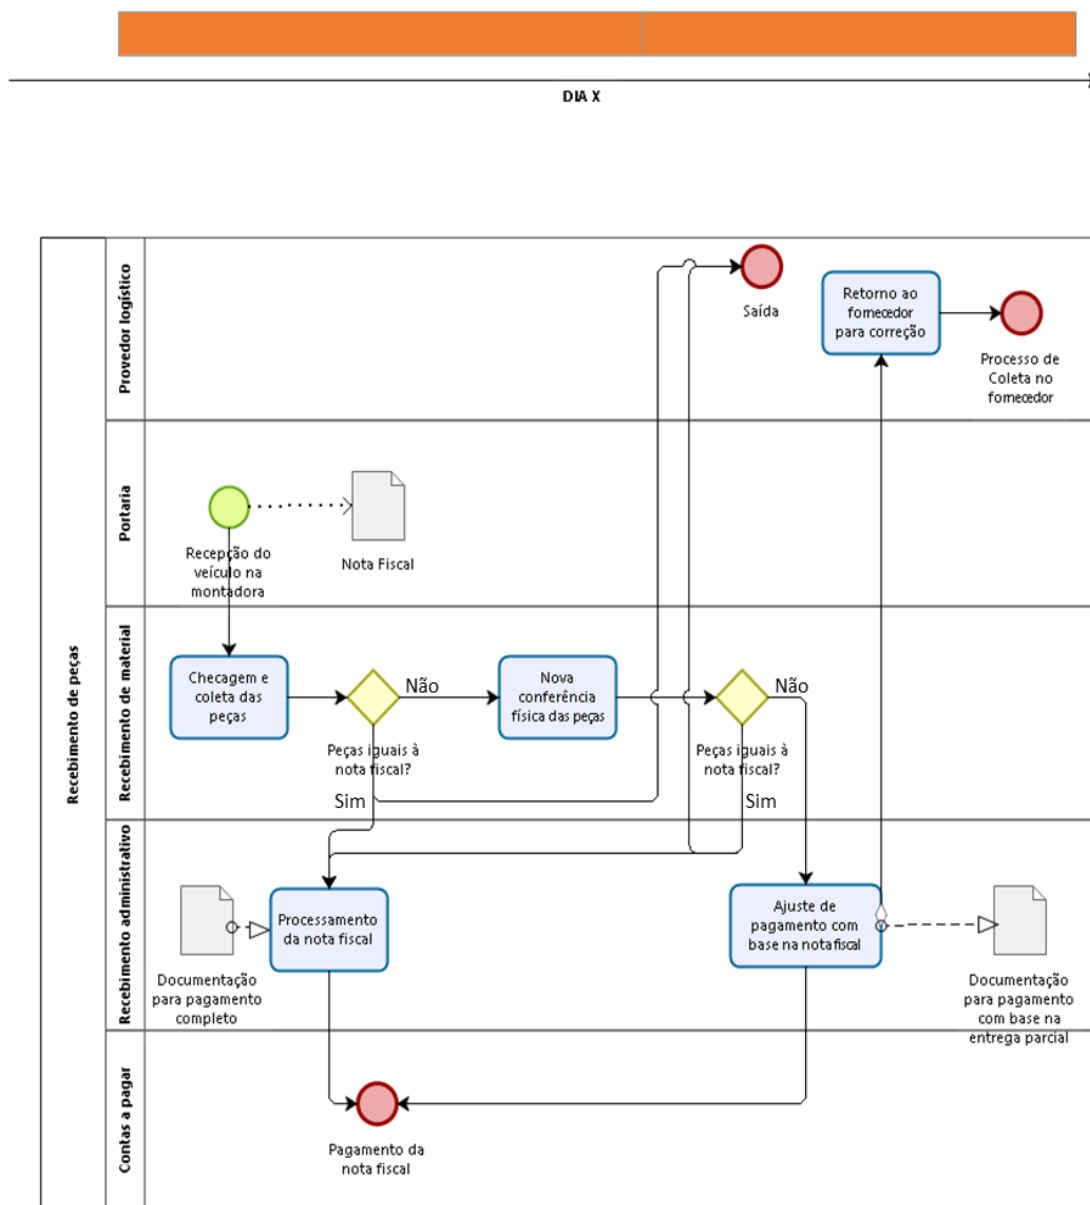 DIA X
Recebimento de peças
Provedor logístico
Saída
Retorno ao
fornecedor
para correção
Processo de
Coleta no
fornecedor
Portaria
Recepção do
veículo na
montadora
Nota Fiscal
Recebimento de material
Checagem e
coleta das
peças
Não
Peças iguais à
nota fiscal?
Sim
Nova
conferência
física das peças
Não
Peças iguais à
nota fiscal?
Sim
Recebimento administrativo
Documentação
para pagamento
completo
Processamento
da nota fiscal
Ajuste de
pagamento com
base na nota fiscal
Documentação
para pagamento
com base na
entrega parcial
Contas a pagar
Pagamento da
nota fiscal